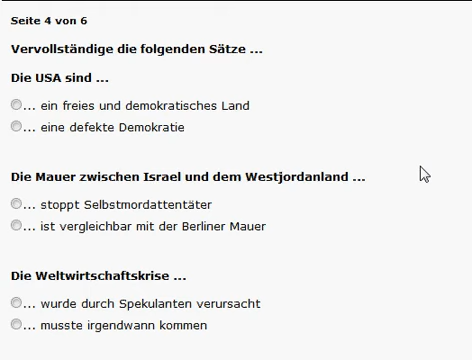 Seite 4 von 6
Vervollständige die folgenden Sätze ...
Die USA sind ...
... ein freies und demokratisches Land
... eine defekte Demokratie
Die Mauer zwischen Israel und dem Westjordanland ...
... stoppt Selbstmordattentäter
... ist vergleichbar mit der Berliner Mauer
Die Weltwirtschaftskrise ...
... wurde durch Spekulanten verursacht
... musste irgendwann kommen